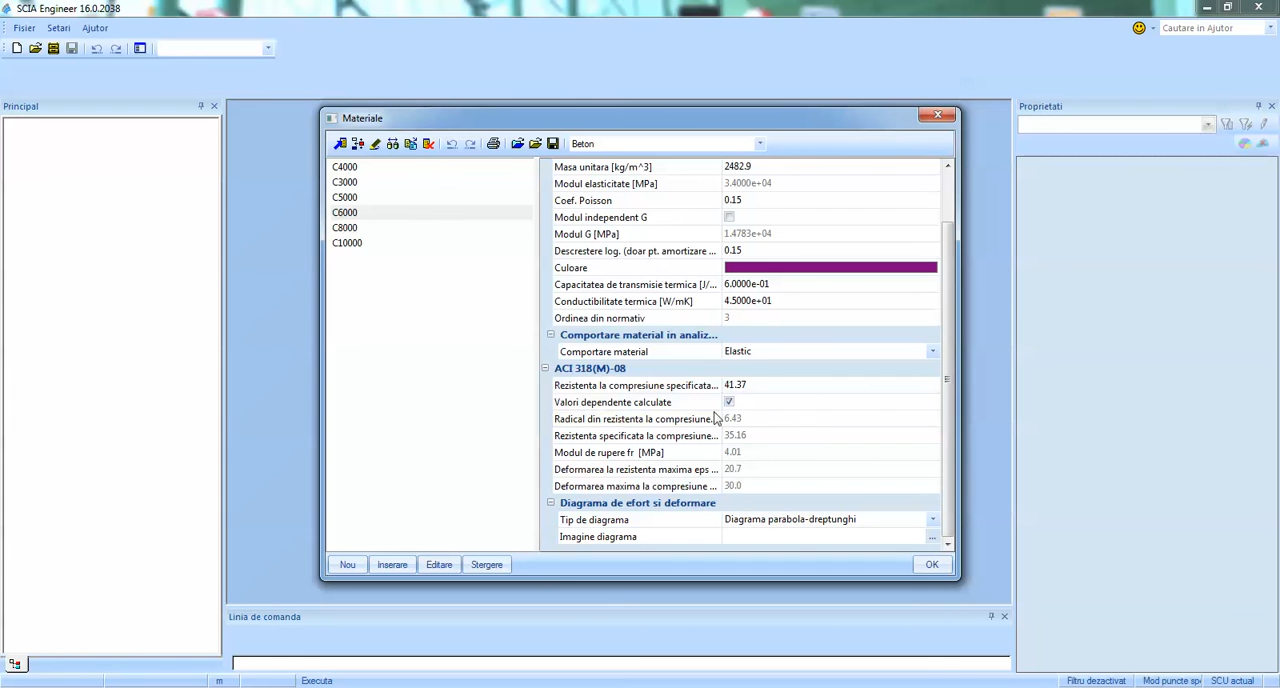 SCIA Engineer 16.0.2038
Fisier Setari Ajutor
Cautare in Ajutor
Principal
Materiale
Proprietati
Beton
C4000
C3000
C5000
C6000
C8000
C10000
Masa unitara [kg/m^3] 2482.9
Modul elasticitate [MPa] 3.4000e+04
Coef. Poisson 0.15
Modul independent G
Modul G [MPa] 1.4783e+04
Descrestere log. (doar pt. amortizare ... 0.15
Culoare
Capacitatea de transmisie termica [J/... 6.0000e-01
Conductibilitate termica [W/mK] 4.5000e+01
Ordinea din normativ 3
Comportare material in analiz...
Comportare material Elastic
ACI 318(M)-08
Rezistenta la compresiune specificata... 41.37
Valori dependente calculate
Radical din rezistenta la compresiune... 6.43
Rezistenta specificata la compresiune... 35.16
Modul de rupere fr [MPa] 4.01
Deformarea la rezistenta maxima eps ... 20.7
Deformarea maxima la compresiune ... 30.0
Diagrama de efort si deformare
Tip de diagrama Diagrama parabola-dreptunghi
Imagine diagrama ...
Nou Inserare Editare Stergere OK
Linia de comanda
m Executa Filtru dezactivat Mod puncte sp SCU actual